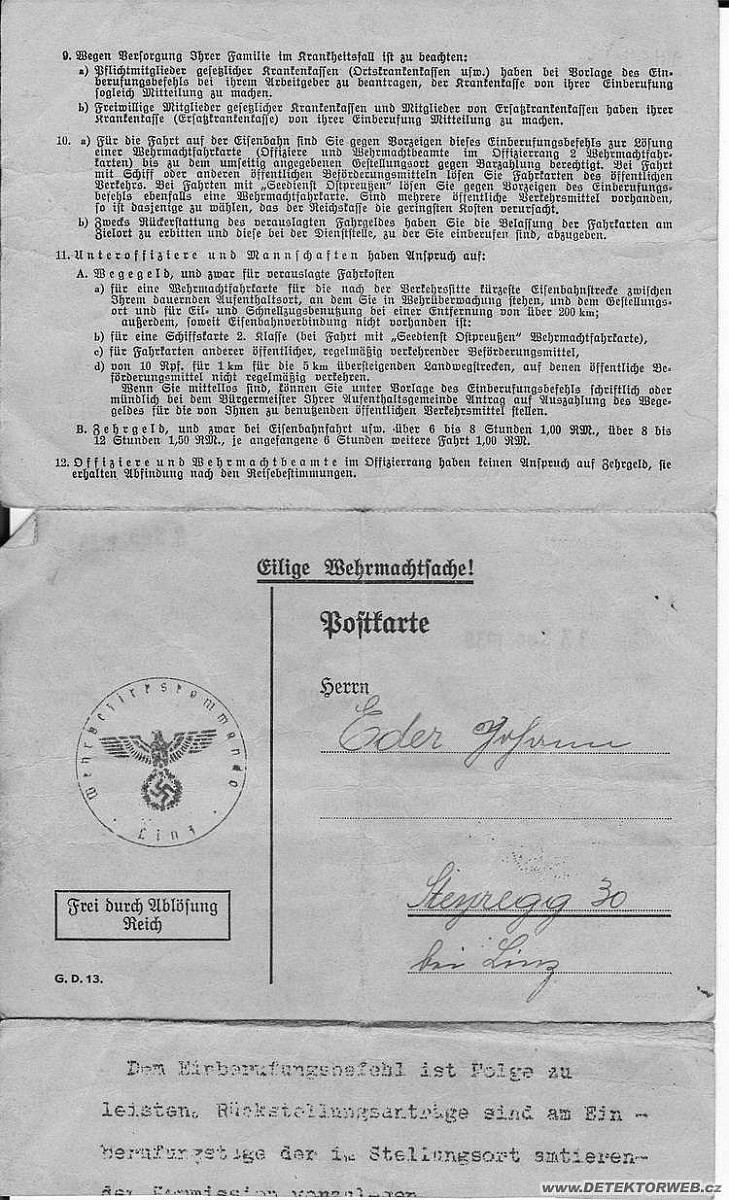 9. Wegen Versorgung Ihrer Familie im Krankheitsfall ist zu beachten:
a) Pflichtmitglieder gesetzlicher Krankenkassen (Ortskrankenkassen usw.) haben bei Vorlage des Ein-
berufungsbefehls bei ihrem Arbeitgeber zu beantragen, der Krankenkasse von ihrer Einberufung
sogleich Mitteilung zu machen.
b) Freiwillige Mitglieder gesetzlicher Krankenkassen und Mitglieder von Ersatzkrankenkassen haben ihrer
Krankenkasse (Ersatzkrankenkasse) von ihrer Einberufung Mitteilung zu machen.
10. a) Für die Fahrt auf der Eisenbahn sind Sie gegen Vorzeigen dieses Einberufungsbefehls zur Lösung
einer Wehrmachtfahrkarte (Offiziere und Wehrmachtbeamte im Offizierrang 2 Wehrmachtfahr-
karten) bis zu dem umseitig angegebenen Gestellungsort gegen Barzahlung berechtigt. Bei Fahrt
mit Schiff oder anderen öffentlichen Beförderungsmitteln lösen Sie Fahrkarten des öffentlichen
Verkehrs. Bei Fahrten mit „Seedienst Ostpreußen“ lösen Sie gegen Vorzeigen des Einberufungs-
befehls ebenfalls eine Wehrmachtfahrkarte. Sind mehrere öffentliche Verkehrsmittel vorhanden,
so ist dasjenige zu wählen, das der Reichskasse die geringsten Kosten verursacht.
b) Zwecks Rückerstattung des verauslagten Fahrgeldes haben Sie die Belassung der Fahrkarten am
Zielort zu erbitten und diese bei der Dienststelle, zu der Sie einberufen sind, abzugeben.
11. Unteroffiziere und Mannschaften haben Anspruch auf:
A. Wegegeld, und zwar für verauslagte Fahrkosten
a) für eine Wehrmachtfahrkarte für die nach der Verkehrssitte kürzeste Eisenbahnstrecke zwischen
Ihrem dauernden Aufenthaltsort, an dem Sie in Wehrüberwachung stehen, und dem Gestellungs-
ort und für Eil- und Schnellzugsbenutzung bei einer Entfernung von über 200 km;
außerdem, soweit Eisenbahnverbindung nicht vorhanden ist:
b) für eine Schiffskarte 2. Klasse (bei Fahrt mit „Seedienst Ostpreußen“ Wehrmachtfahrkarte),
c) für Fahrkarten anderer öffentlicher, regelmäßig verkehrender Beförderungsmittel,
d) von 10 Rpf. für 1 km für die 5 km übersteigenden Landwegstrecken, auf denen öffentliche Be-
förderungsmittel nicht regelmäßig verkehren.
Wenn Sie mittellos sind, können Sie unter Vorlage des Einberufungsbefehls schriftlich oder
mündlich bei dem Bürgermeister Ihrer Aufenthaltsgemeinde Antrag auf Auszahlung des Wege-
geldes für die von Ihnen zu benutzenden öffentlichen Verkehrsmittel stellen.
B. Zehrgeld, und zwar bei Eisenbahnfahrt usw. über 6 bis 8 Stunden 1,00 RM., über 8 bis
12 Stunden 1,50 RM., je angefangene 6 Stunden weitere Fahrt 1,00 RM.
12. Offiziere und Wehrmachtbeamte im Offizierrang haben keinen Anspruch auf Zehrgeld, sie
erhalten Abfindung nach den Reisebestimmungen.
Eilige Wehrmachtsache!
Postkarte
Herrn
Eder Johann
Steyregg 30
bei Linz
Wehrbezirkskommando
Linz
Frei durch Ablösung
Reich
G. D. 13.
Dem Einberufungsbefehl ist Folge zu
leisten. Rückstellungsanträge sind am Ein -
berufungstage der im Stellungsort amtieren-
der Kommission vorzulegen
www.DETEKTORWEB.cz